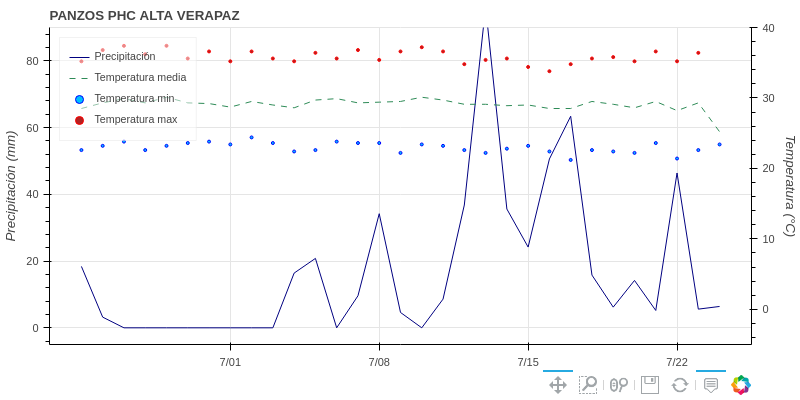 PANZOS PHC ALTA VERAPAZ
Precipitación
Temperatura media
Temperatura min
Temperatura max
Precipitación (mm)
80
60
40
20
0
Temperatura (°C)
40
30
20
10
0
7/01
7/08
7/15
7/22